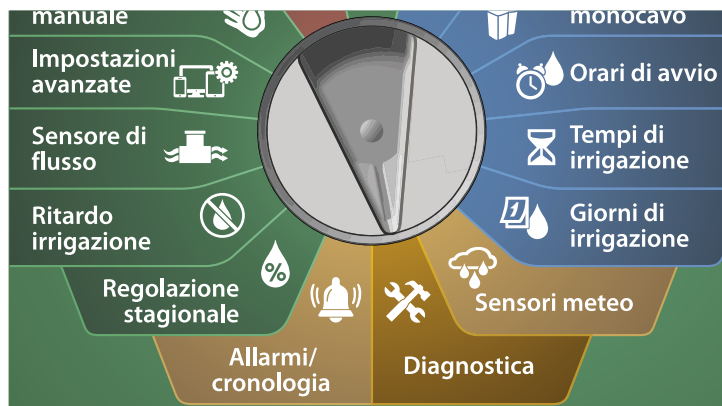 manuale
monocavo
Impostazioni
avanzate
Orari di avvio
Sensore di
flusso
Tempi di
irrigazione
Ritardo
irrigazione
1
Giorni di
irrigazione
%
Regolazione
stagionale
Sensori meteo
Allarmi/
cronologia
Diagnostica